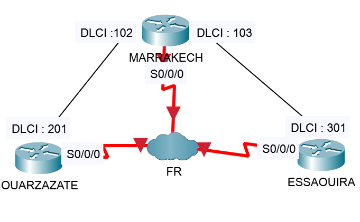 DLCI :102
DLCI : 103
MARRAKECH
S0/0/0
DLCI : 201
DLCI : 301
S0/0/0
S0/0/0
OUARZAZATE
FR
ESSAOUIRA